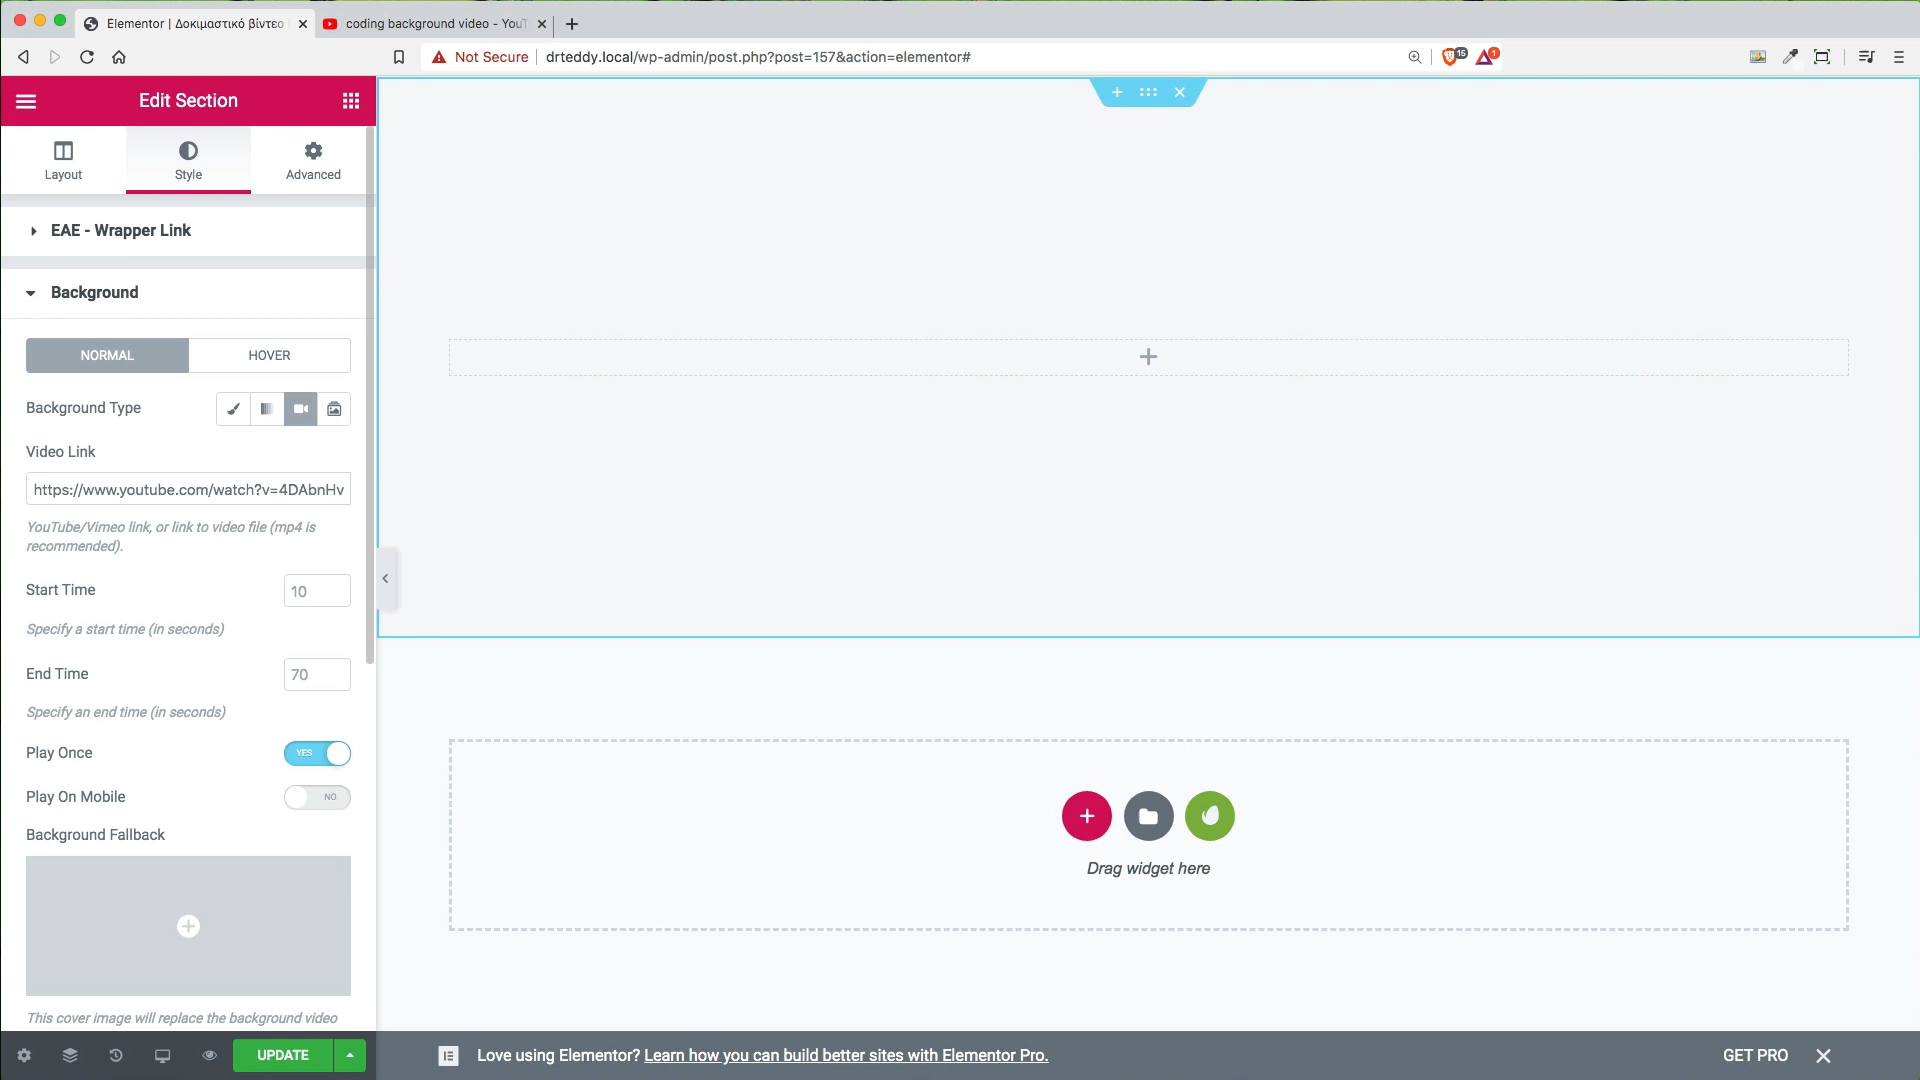 Elementor | Δοκιμαστικό βίντεο
coding background video - YouT
Not Secure
drteddy.local/wp-admin/post.php?post=157&action=elementor#
15
1
Edit Section
Layout
Style
Advanced
EAE - Wrapper Link
Background
NORMAL
HOVER
Background Type
Video Link
https://www.youtube.com/watch?v=4DAbnHv
YouTube/Vimeo link, or link to video file (mp4 is
recommended).
Start Time
10
Specify a start time (in seconds)
End Time
70
Specify an end time (in seconds)
Play Once
YES
Play On Mobile
NO
Background Fallback
This cover image will replace the background video
UPDATE
Drag widget here
Love using Elementor? Learn how you can build better sites with Elementor Pro.
GET PRO